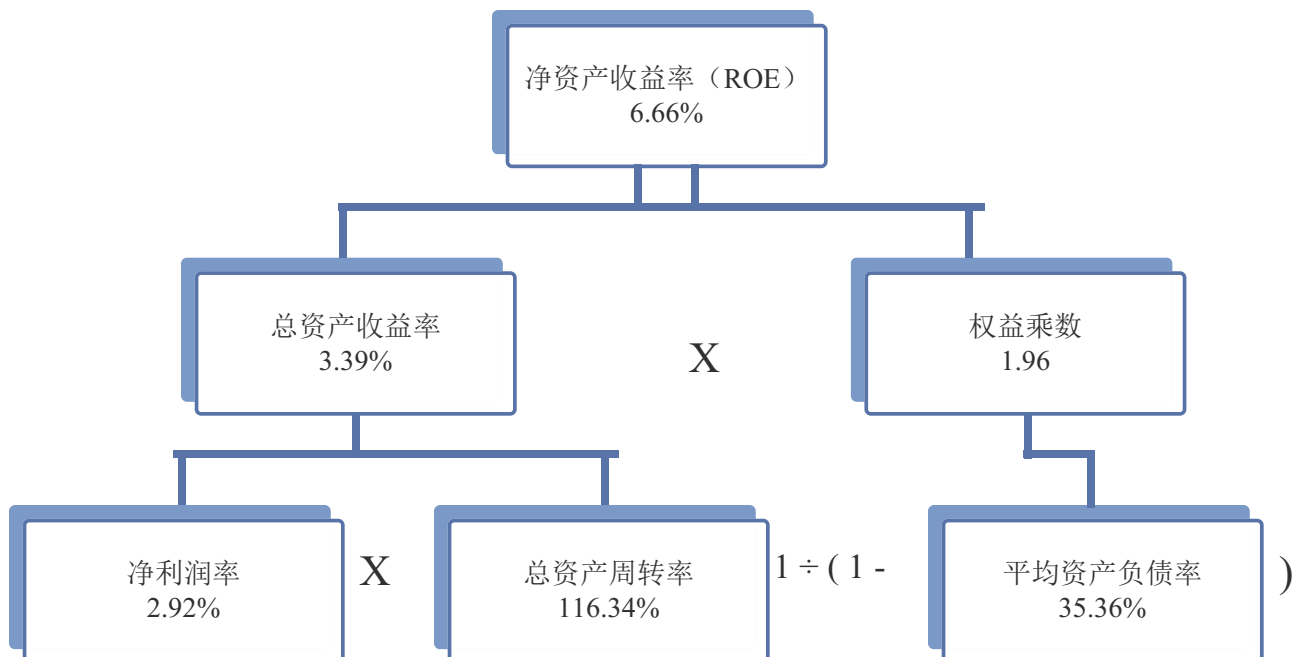 净资产收益率（ROE）
6.66%
总资产收益率
3.39%
X
权益乘数
1.96
净利润率
2.92%
X
总资产周转率
116.34%
1 ÷ ( 1 -
平均资产负债率
35.36%
)